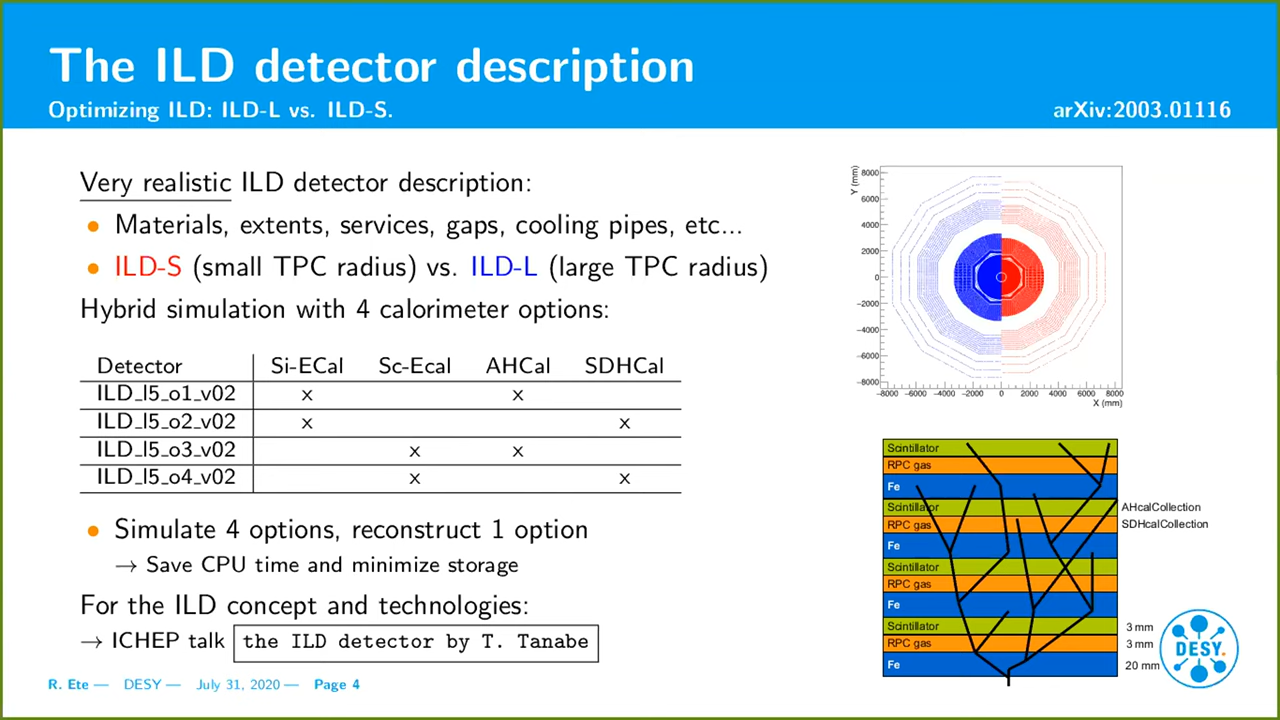 The ILD detector description
Optimizing ILD: ILD-L vs. ILD-S.
arXiv:2003.01116
Very realistic ILD detector description:
• Materials, extents, services, gaps, cooling pipes, etc...
• ILD-S (small TPC radius) vs. ILD-L (large TPC radius)
Hybrid simulation with 4 calorimeter options:
Detector Si-ECal Sc-Ecal AHCal SDHCal
ILD_l5_o1_v02 x x
ILD_l5_o2_v02 x x
ILD_l5_o3_v02 x x
ILD_l5_o4_v02 x x
• Simulate 4 options, reconstruct 1 option
→ Save CPU time and minimize storage
For the ILD concept and technologies:
→ ICHEP talk the ILD detector by T. Tanabe
Y (mm)
8000
6000
4000
2000
0
−2000
−4000
−6000
−8000
−8000 −6000 −4000 −2000 0 2000 4000 6000 8000
X (mm)
Scintillator
RPC gas
Fe
Scintillator AHcalCollection
RPC gas SDHcalCollection
Fe
Scintillator
RPC gas
Fe
Scintillator 3 mm
RPC gas 3 mm
Fe 20 mm
DESY.
R. Ete — DESY — July 31, 2020 — Page 4